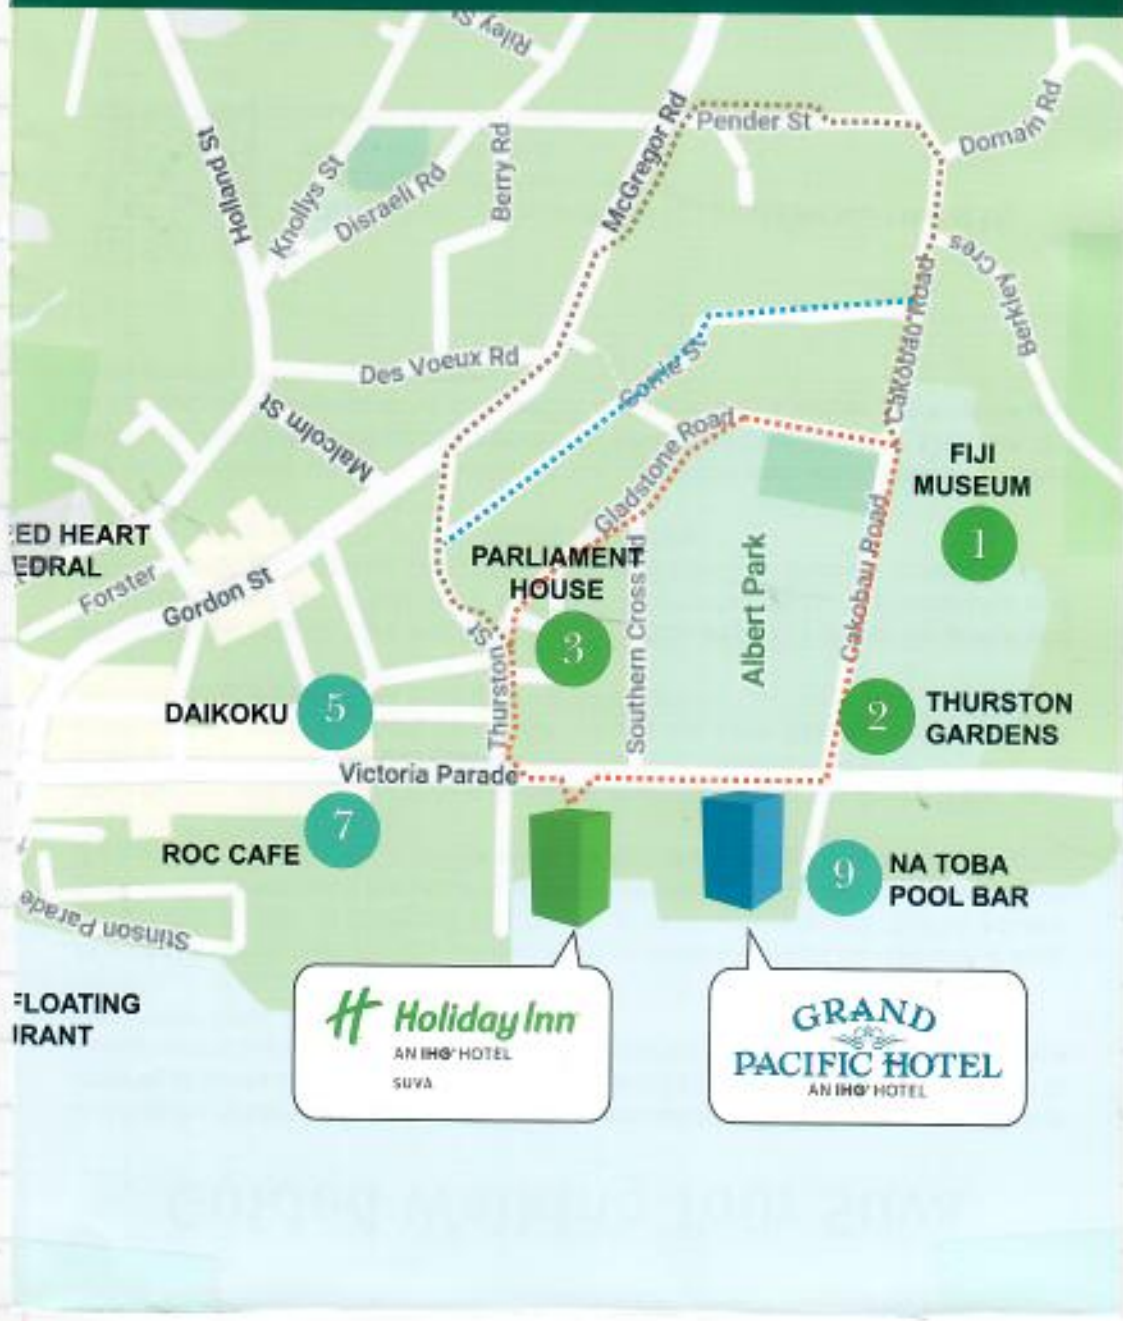 Riley St
Holland St
Knollys St
Disraeli Rd
Berry Rd
McGregor Rd
Pender St
Domain Rd
Berkley Cres
Cakobau Road
Des Voeux Rd
Gorrie St
Malcolm St
Gladstone Road
FIJI
MUSEUM
1
ED HEART
EDRAL
Forster
Gordon St
PARLIAMENT
HOUSE
3
Southern Cross Rd
Albert Park
Cakobau Road
Thurston St
DAIKOKU
5
2
THURSTON
GARDENS
Victoria Parade
7
ROC CAFE
9
NA TOBA
POOL BAR
Stinson Parade
FLOATING
RANT
Holiday Inn
AN IHG® HOTEL
SUVA
GRAND
PACIFIC HOTEL
AN IHG® HOTEL